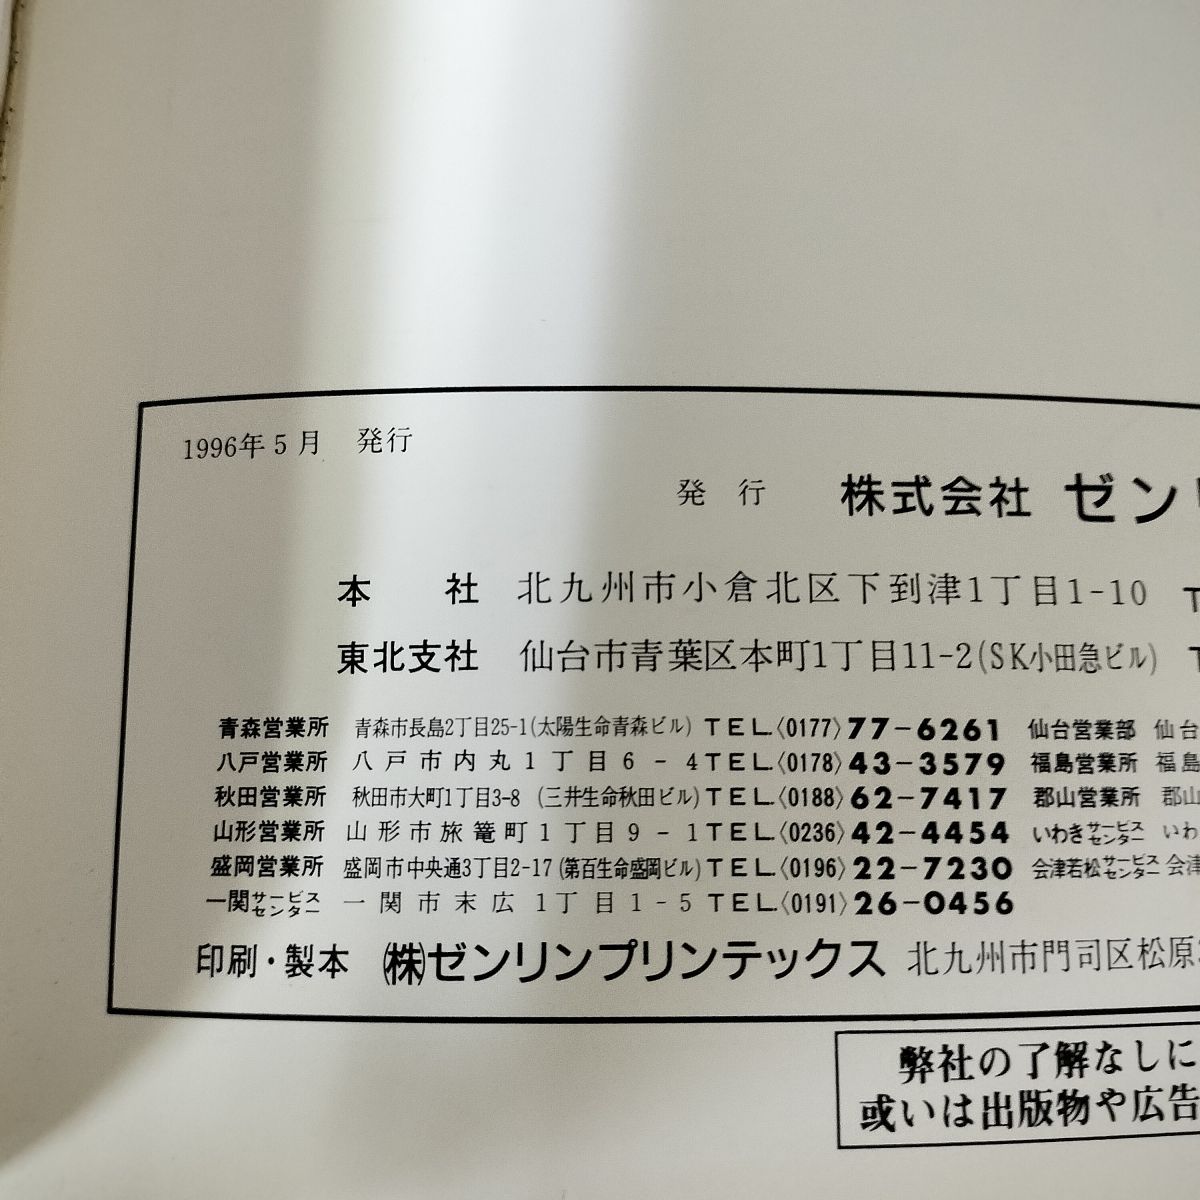 1996年5月 発行
発 行 株式会社 ゼン
本 社 北九州市小倉北区下到津1丁目1-10 T
東北支社 仙台市青葉区本町1丁目11-2(SK小田急ビル) T
青森営業所 青森市長島2丁目25-1(太陽生命青森ビル) TEL〈0177〉77-6261 仙台営業部 仙台
八戸営業所 八戸市内丸1丁目6-4 TEL〈0178〉43-3579 福島営業所 福島
秋田営業所 秋田市大町1丁目3-8 (三井生命秋田ビル) TEL〈0188〉62-7417 郡山営業所 郡山
山形営業所 山形市旅篭町1丁目9-1 TEL〈0236〉42-4454 いわきサービスセンター いわ
盛岡営業所 盛岡市中央通3丁目2-17(第百生命盛岡ビル) TEL〈0196〉22-7230 会津若松サービスセンター 会津
一関サービスセンター 一関市末広1丁目1-5 TEL〈0191〉26-0456
印刷・製本 ㈱ゼンリンプリンテックス 北九州市門司区松原
弊社の了解なしに
或いは出版物や広告